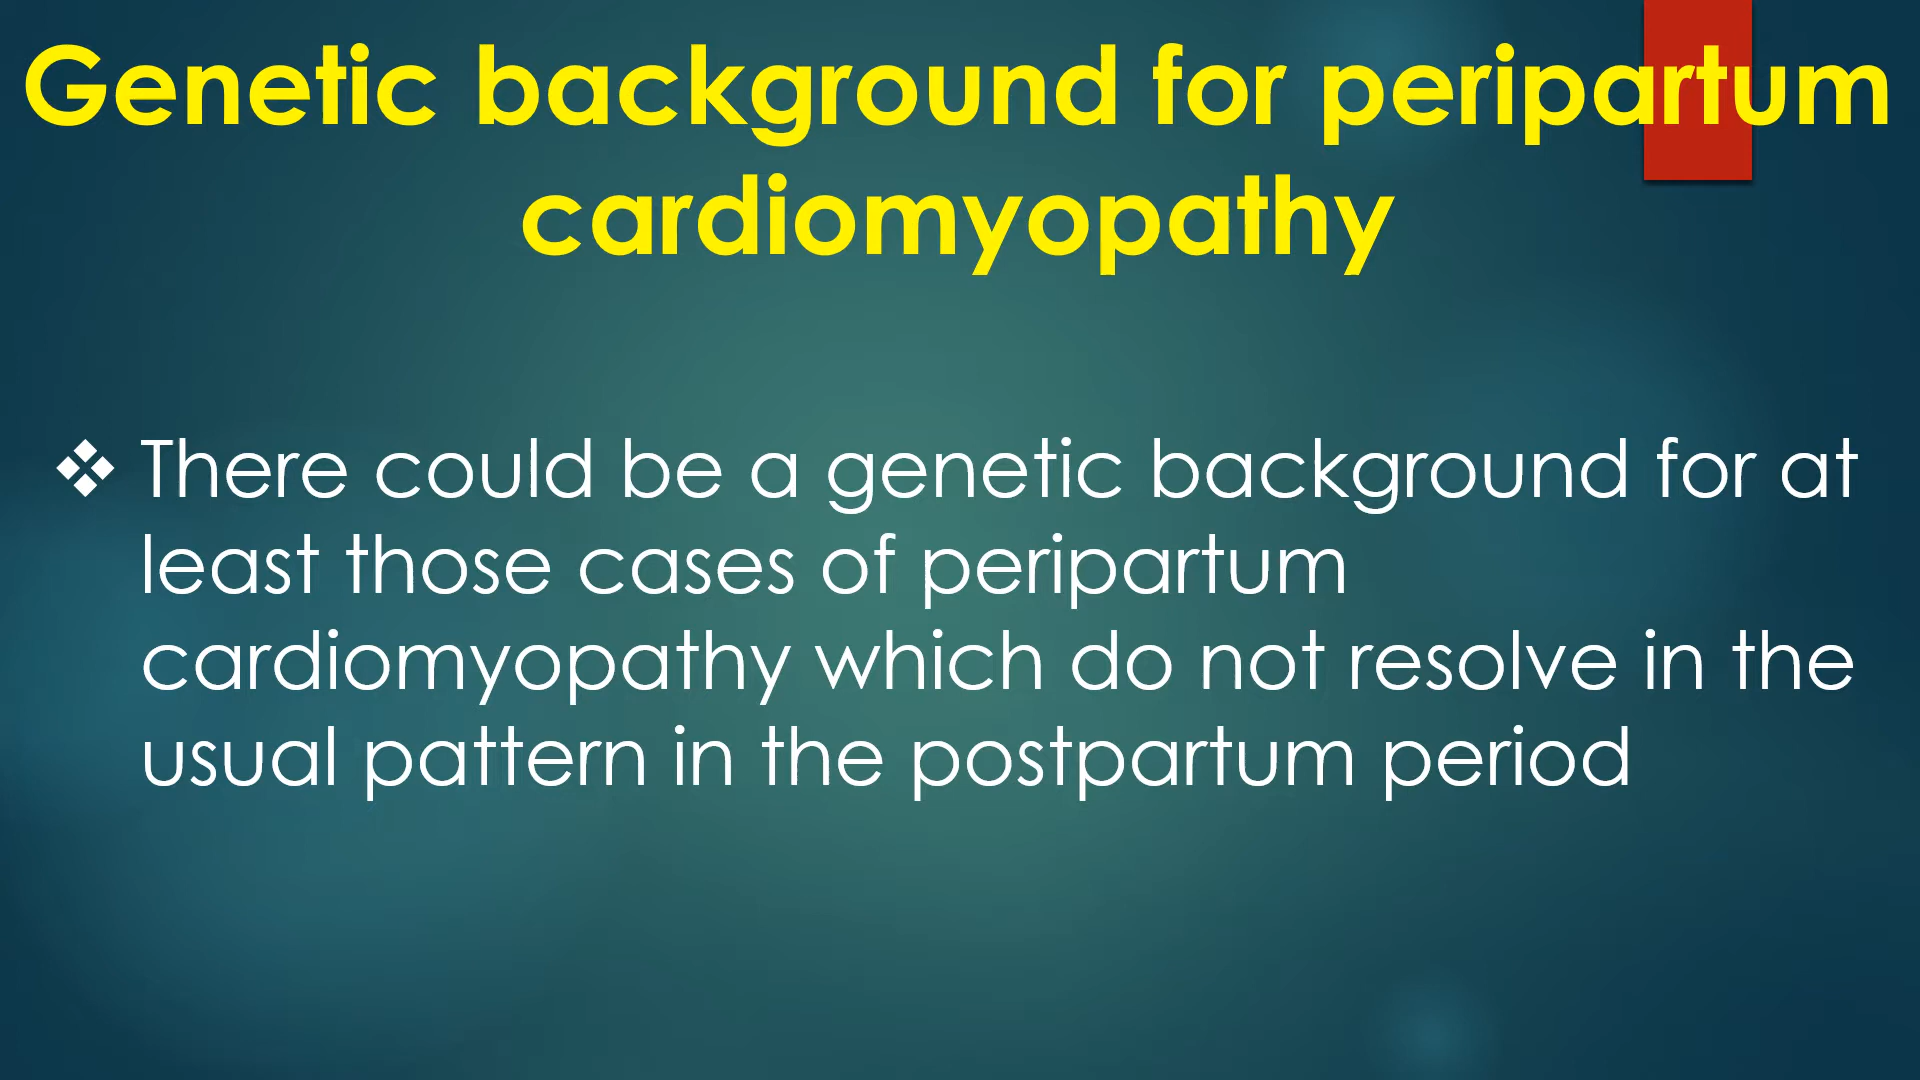 Genetic background for peripartum
cardiomyopathy
❖ There could be a genetic background for at
least those cases of peripartum
cardiomyopathy which do not resolve in the
usual pattern in the postpartum period